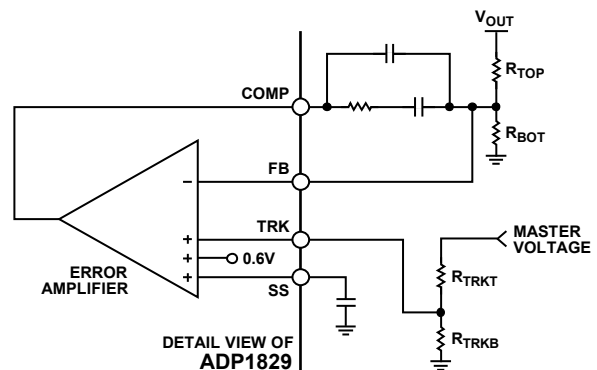 VOUT
RTOP
COMP
RBOT
FB
−
TRK
MASTER
VOLTAGE
+
+
0.6V
RTRKT
ERROR
AMPLIFIER
+
SS
RTRKB
DETAIL VIEW OF
ADP1829